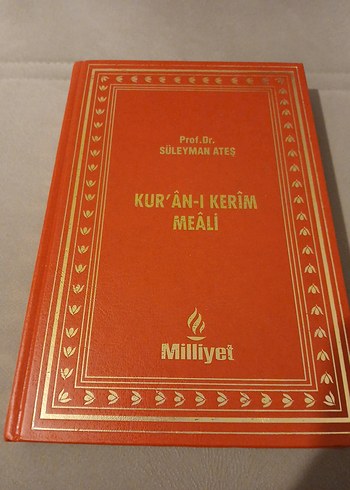 Prof.Dr.
SÜLEYMAN ATEŞ
KUR'ÂN-I KERÎM
MEÂLİ
Milliyet